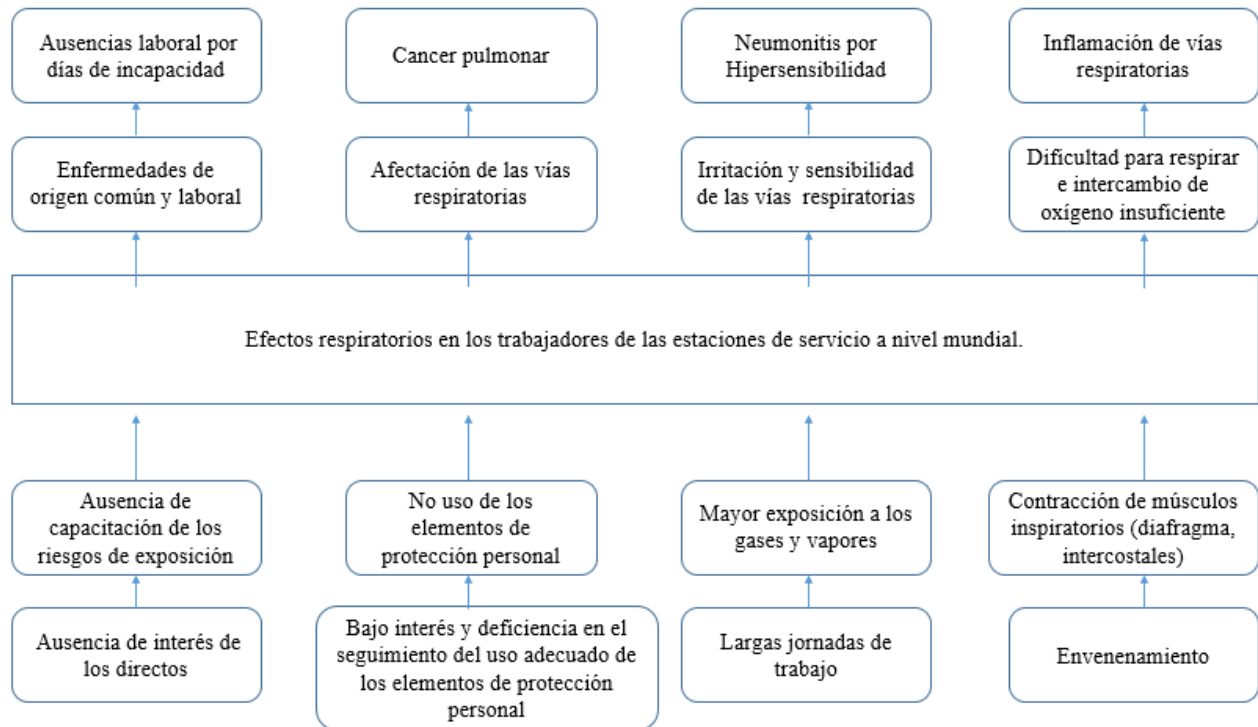 Ausencias laboral por
días de incapacidad
Cancer pulmonar
Neumonitis por
Hipersensibilidad
Inflamación de vías
respiratorias
Enfermedades de
origen común y laboral
Afectación de las vías
respiratorias
Irritación y sensibilidad
de las vías respiratorias
Dificultad para respirar
e intercambio de
oxígeno insuficiente
Efectos respiratorios en los trabajadores de las estaciones de servicio a nivel mundial.
Ausencia de
capacitación de los
riesgos de exposición
No uso de los
elementos de
protección personal
Mayor exposición a los
gases y vapores
Contracción de músculos
inspiratorios (diafragma,
intercostales)
Ausencia de interés de
los directos
Bajo interés y deficiencia en el
seguimiento del uso adecuado de
los elementos de protección
personal
Largas jornadas de
trabajo
Envenenamiento